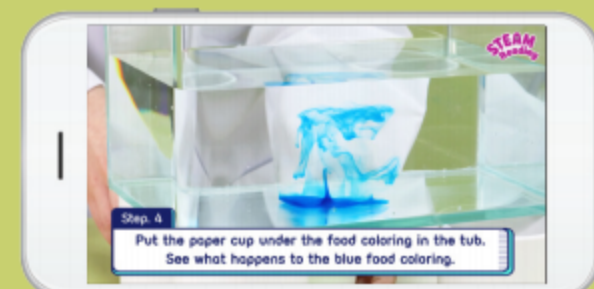 STEAM
Reading
Step. 4
Put the paper cup under the food coloring in the tub.
See what happens to the blue food coloring.